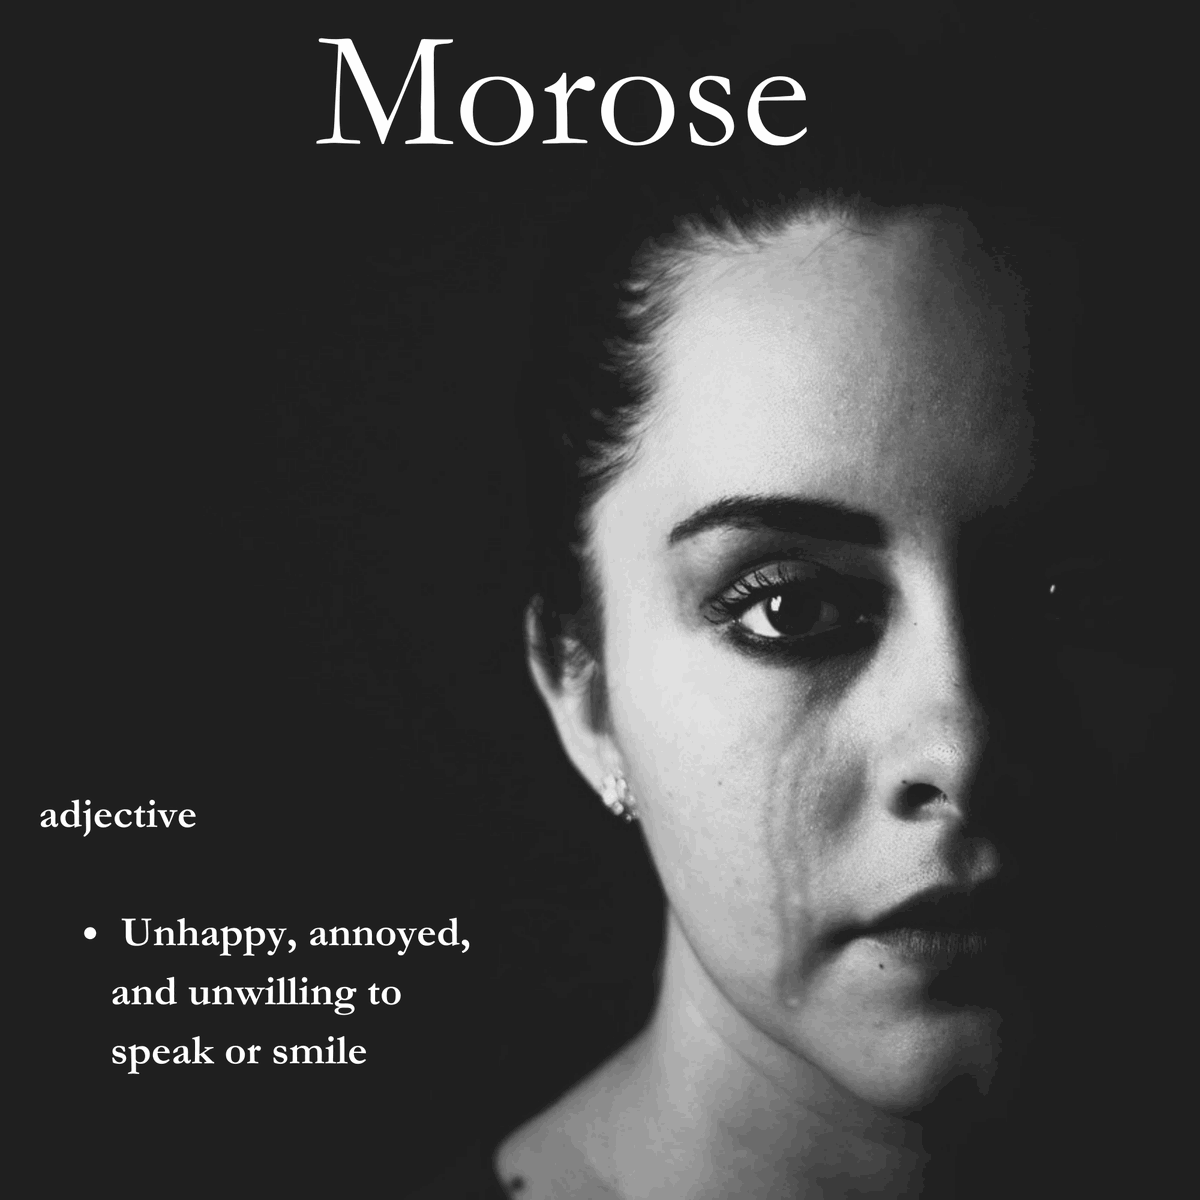 Morose
adjective
• Unhappy, annoyed,
and unwilling to
speak or smile